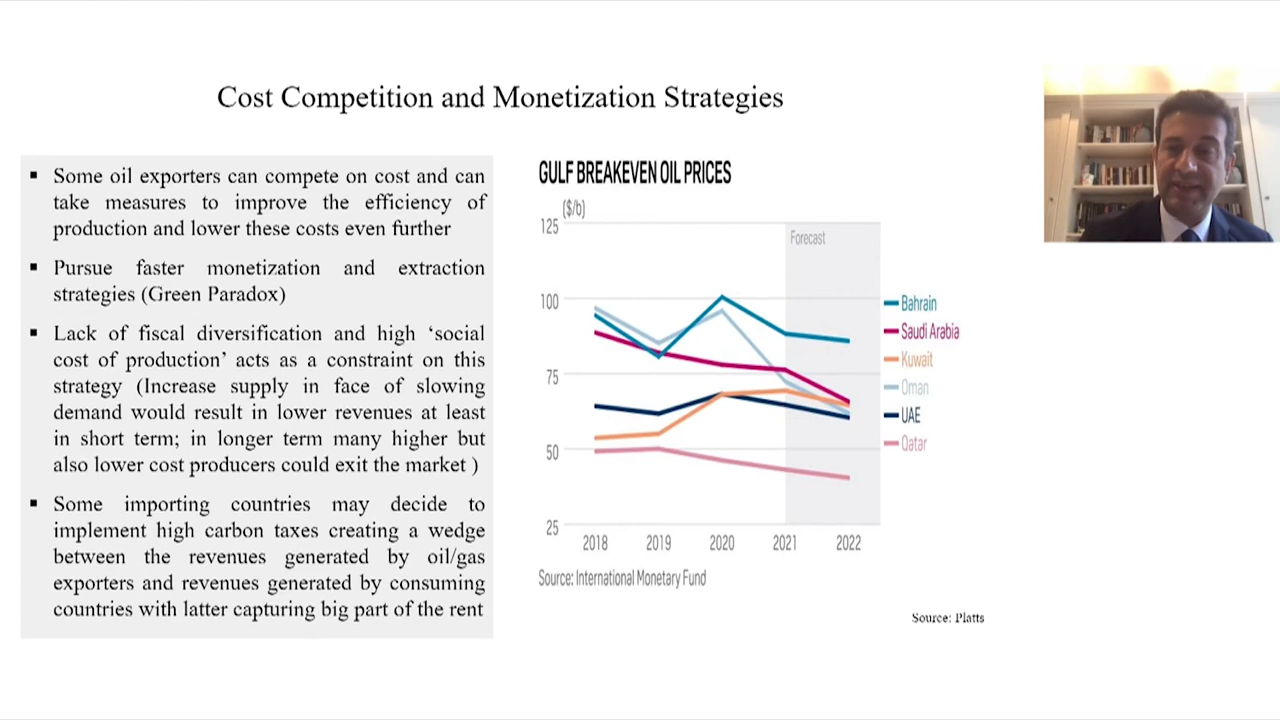 Cost Competition and Monetization Strategies
▪ Some oil exporters can compete on cost and can
take measures to improve the efficiency of
production and lower these costs even further
▪ Pursue faster monetization and extraction
strategies (Green Paradox)
▪ Lack of fiscal diversification and high ‘social
cost of production’ acts as a constraint on this
strategy (Increase supply in face of slowing
demand would result in lower revenues at least
in short term; in longer term many higher but
also lower cost producers could exit the market )
▪ Some importing countries may decide to
implement high carbon taxes creating a wedge
between the revenues generated by oil/gas
exporters and revenues generated by consuming
countries with latter capturing big part of the rent
GULF BREAKEVEN OIL PRICES
($/b)
125
Forecast
100
75
50
25
2018 2019 2020 2021 2022
Bahrain
Saudi Arabia
Kuwait
Oman
UAE
Qatar
Source: International Monetary Fund
Source: Platts